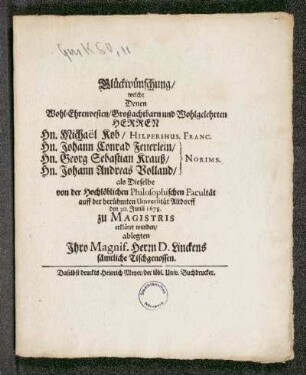 Glückwünschung/
welche
Denen
Wohl-Ehrenvesten/Großachtbarn und Wohlgelehrten
HERREN
Hn. Michaël Kob/ HILPERSHUS. FRANC.
Hn. Johann Conrad Feuerlein/
Hn. Georg Sebastian Krauß/ NORIMB.
Hn. Johann Andreas Volland/
als Dieselbe
von der Hochlöblichen Philosophischen Facultät
auff der berühmten Universität Altdorff
den 30. Junii 1678.
zu MAGISTRIS
erkläret wurden/
ablegten
Ihro Magnif. Herrn D. Linckens
sämtliche Tischgenossen.
Daselbst druckts Heinrich Meyer/ der löbl. Univ. Buchdrucker.